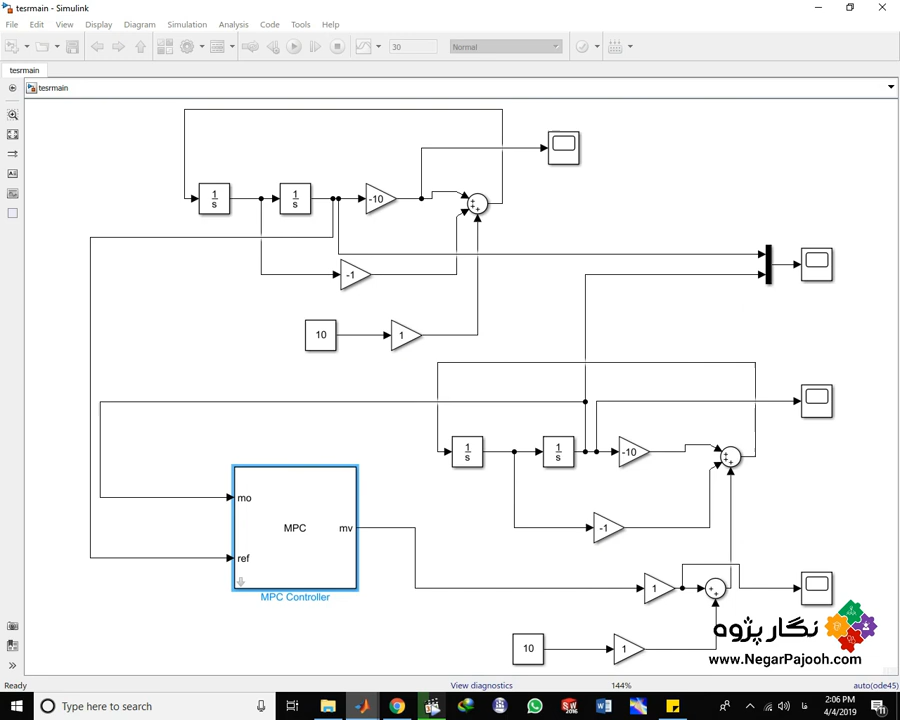 tesrmain - Simulink
File Edit View Display Diagram Simulation Analysis Code Tools Help
30 Normal
tesrmain
tesrmain
1
s
1
s
-10
+
+
+
-1
10
1
1
s
1
s
-10
+
+
+
-1
mo
MPC
mv
ref
MPC Controller
1
+
+
10
1
نگار پژوه
www.NegarPajooh.com
Ready View diagnostics 144% auto(ode45)
Type here to search
فا
2:06 PM
4/4/2019